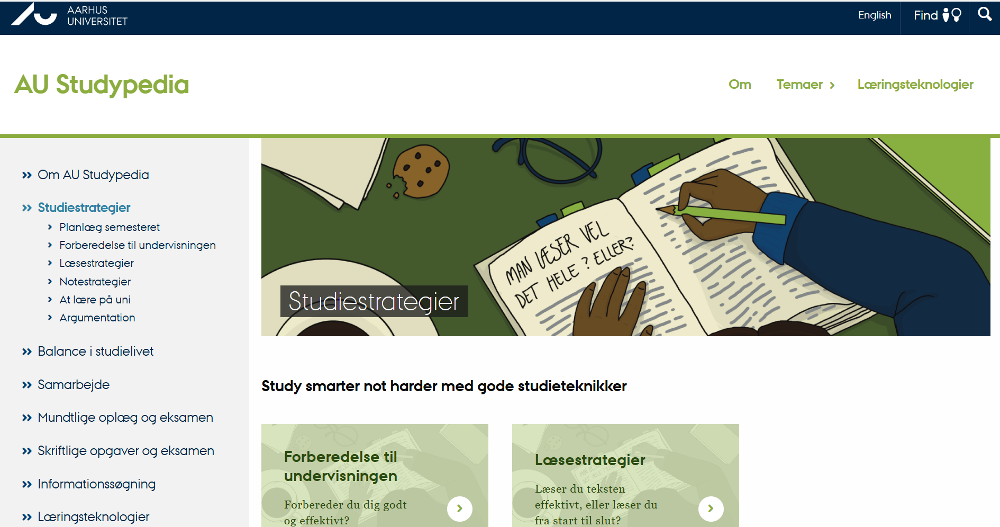 AARHUS
UNIVERSITET
English
Find
AU Studypedia
Om
Temaer
Læringsteknologier
Om AU Studypedia
Studiestrategier
Planlæg semesteret
Forberedelse til undervisningen
Læsestrategier
Notestrategier
At lære på uni
Argumentation
Balance i studielivet
Samarbejde
Mundtlige oplæg og eksamen
Skriftlige opgaver og eksamen
Informationssøgning
Læringsteknologier
MAN LÆSER VEL
DET HELE? ELLER?
Studiestrategier
Study smarter not harder med gode studieteknikker
Forberedelse til
undervisningen
Forbereder du dig godt
og effektivt?
Læsestrategier
Læser du teksten
effektivt, eller læser du
fra start til slut?